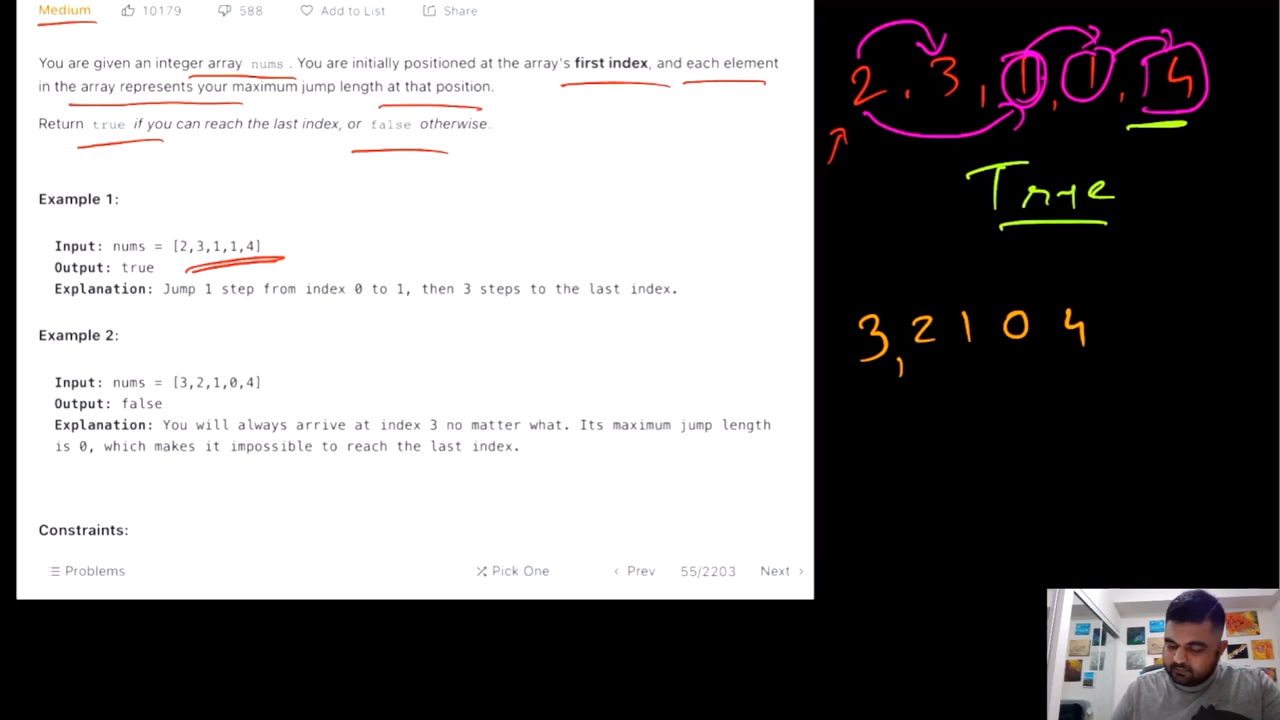 Medium 10179 588 Add to List Share
You are given an integer array nums. You are initially positioned at the array's first index, and each element
in the array represents your maximum jump length at that position.
Return true if you can reach the last index, or false otherwise.
Example 1:
Input: nums = [2,3,1,1,4]
Output: true
Explanation: Jump 1 step from index 0 to 1, then 3 steps to the last index.
Example 2:
Input: nums = [3,2,1,0,4]
Output: false
Explanation: You will always arrive at index 3 no matter what. Its maximum jump length
is 0, which makes it impossible to reach the last index.
Constraints:
Problems Pick One < Prev 55/2203 Next >
2, 3, 1, 1, 4
True
3, 2 1 0 4